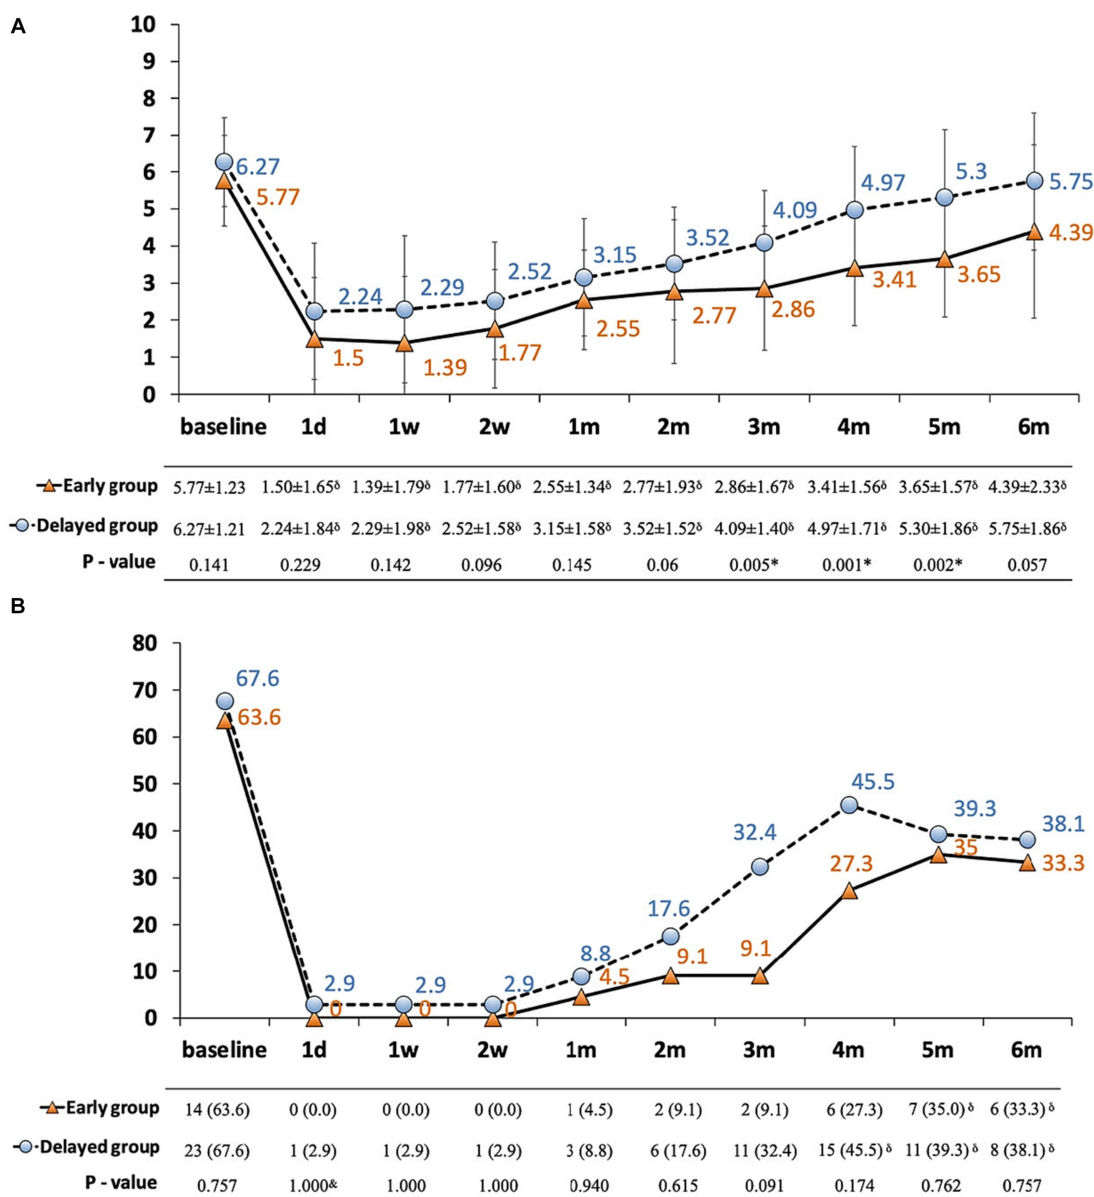 A
10
9
8
7
6
5
4
3
2
1
0
6.27 2.24 2.29 2.52 3.15 3.52 4.09 4.97 5.3 5.75
5.77 1.5 1.39 1.77 2.55 2.77 2.86 3.41 3.65 4.39
baseline 1d 1w 2w 1m 2m 3m 4m 5m 6m
Early group 5.77±1.23 1.50±1.65δ 1.39±1.79δ 1.77±1.60δ 2.55±1.34δ 2.77±1.93δ 2.86±1.67δ 3.41±1.56δ 3.65±1.57δ 4.39±2.33δ
Delayed group 6.27±1.21 2.24±1.84δ 2.29±1.98δ 2.52±1.58δ 3.15±1.58δ 3.52±1.52δ 4.09±1.40δ 4.97±1.71δ 5.30±1.86δ 5.75±1.86δ
P - value 0.141 0.229 0.142 0.096 0.145 0.06 0.005* 0.001* 0.002* 0.057
B
80
70
60
50
40
30
20
10
0
67.6 2.9 2.9 2.9 8.8 17.6 32.4 45.5 39.3 38.1
63.6 0 0 0 4.5 9.1 9.1 27.3 35 33.3
baseline 1d 1w 2w 1m 2m 3m 4m 5m 6m
Early group 14 (63.6) 0 (0.0) 0 (0.0) 0 (0.0) 1 (4.5) 2 (9.1) 2 (9.1) 6 (27.3) 7 (35.0) δ 6 (33.3) δ
Delayed group 23 (67.6) 1 (2.9) 1 (2.9) 1 (2.9) 3 (8.8) 6 (17.6) 11 (32.4) 15 (45.5) δ 11 (39.3) δ 8 (38.1) δ
P - value 0.757 1.000& 1.000 1.000 0.940 0.615 0.091 0.174 0.762 0.757